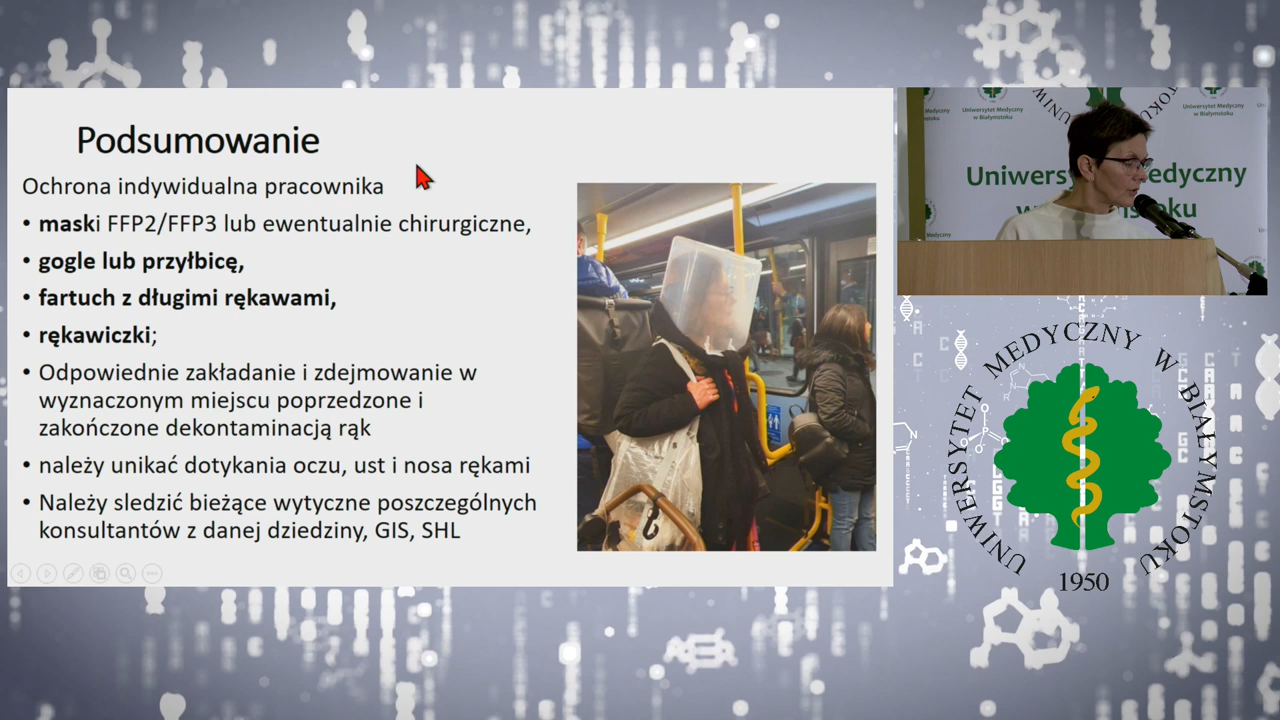 Podsumowanie
Ochrona indywidualna pracownika
• maski FFP2/FFP3 lub ewentualnie chirurgiczne,
• gogle lub przyłbicę,
• fartuch z długimi rękawami,
• rękawiczki;
• Odpowiednie zakładanie i zdejmowanie w
wyznaczonym miejscu poprzedzone i
zakończone dekontaminacją rąk
• należy unikać dotykania oczu, ust i nosa rękami
• Należy sledzić bieżące wytyczne poszczególnych
konsultantów z danej dziedziny, GIS, SHL
Uniwersytet Medyczny
w Białymstoku
Uniwersytet Medyczny
w Białymstoku
UNIWERSYTET MEDYCZNY W BIAŁYMSTOKU
1950